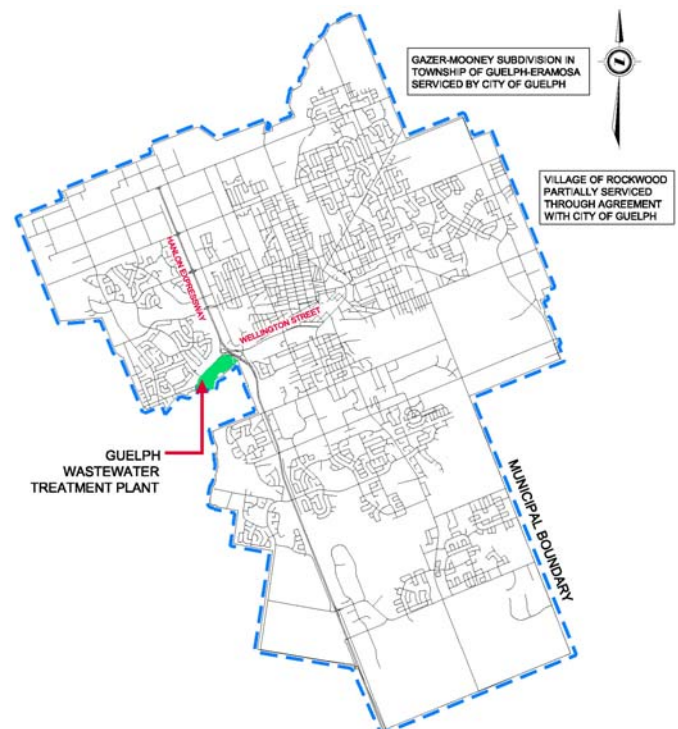 GAZER-MOONEY SUBDIVISION IN
TOWNSHIP OF GUELPH-ERAMOSA
SERVICED BY CITY OF GUELPH
VILLAGE OF ROCKWOOD
PARTIALLY SERVICED
THROUGH AGREEMENT
WITH CITY OF GUELPH
HANLON EXPRESSWAY
WELLINGTON STREET
GUELPH
WASTEWATER
TREATMENT PLANT
MUNICIPAL BOUNDARY